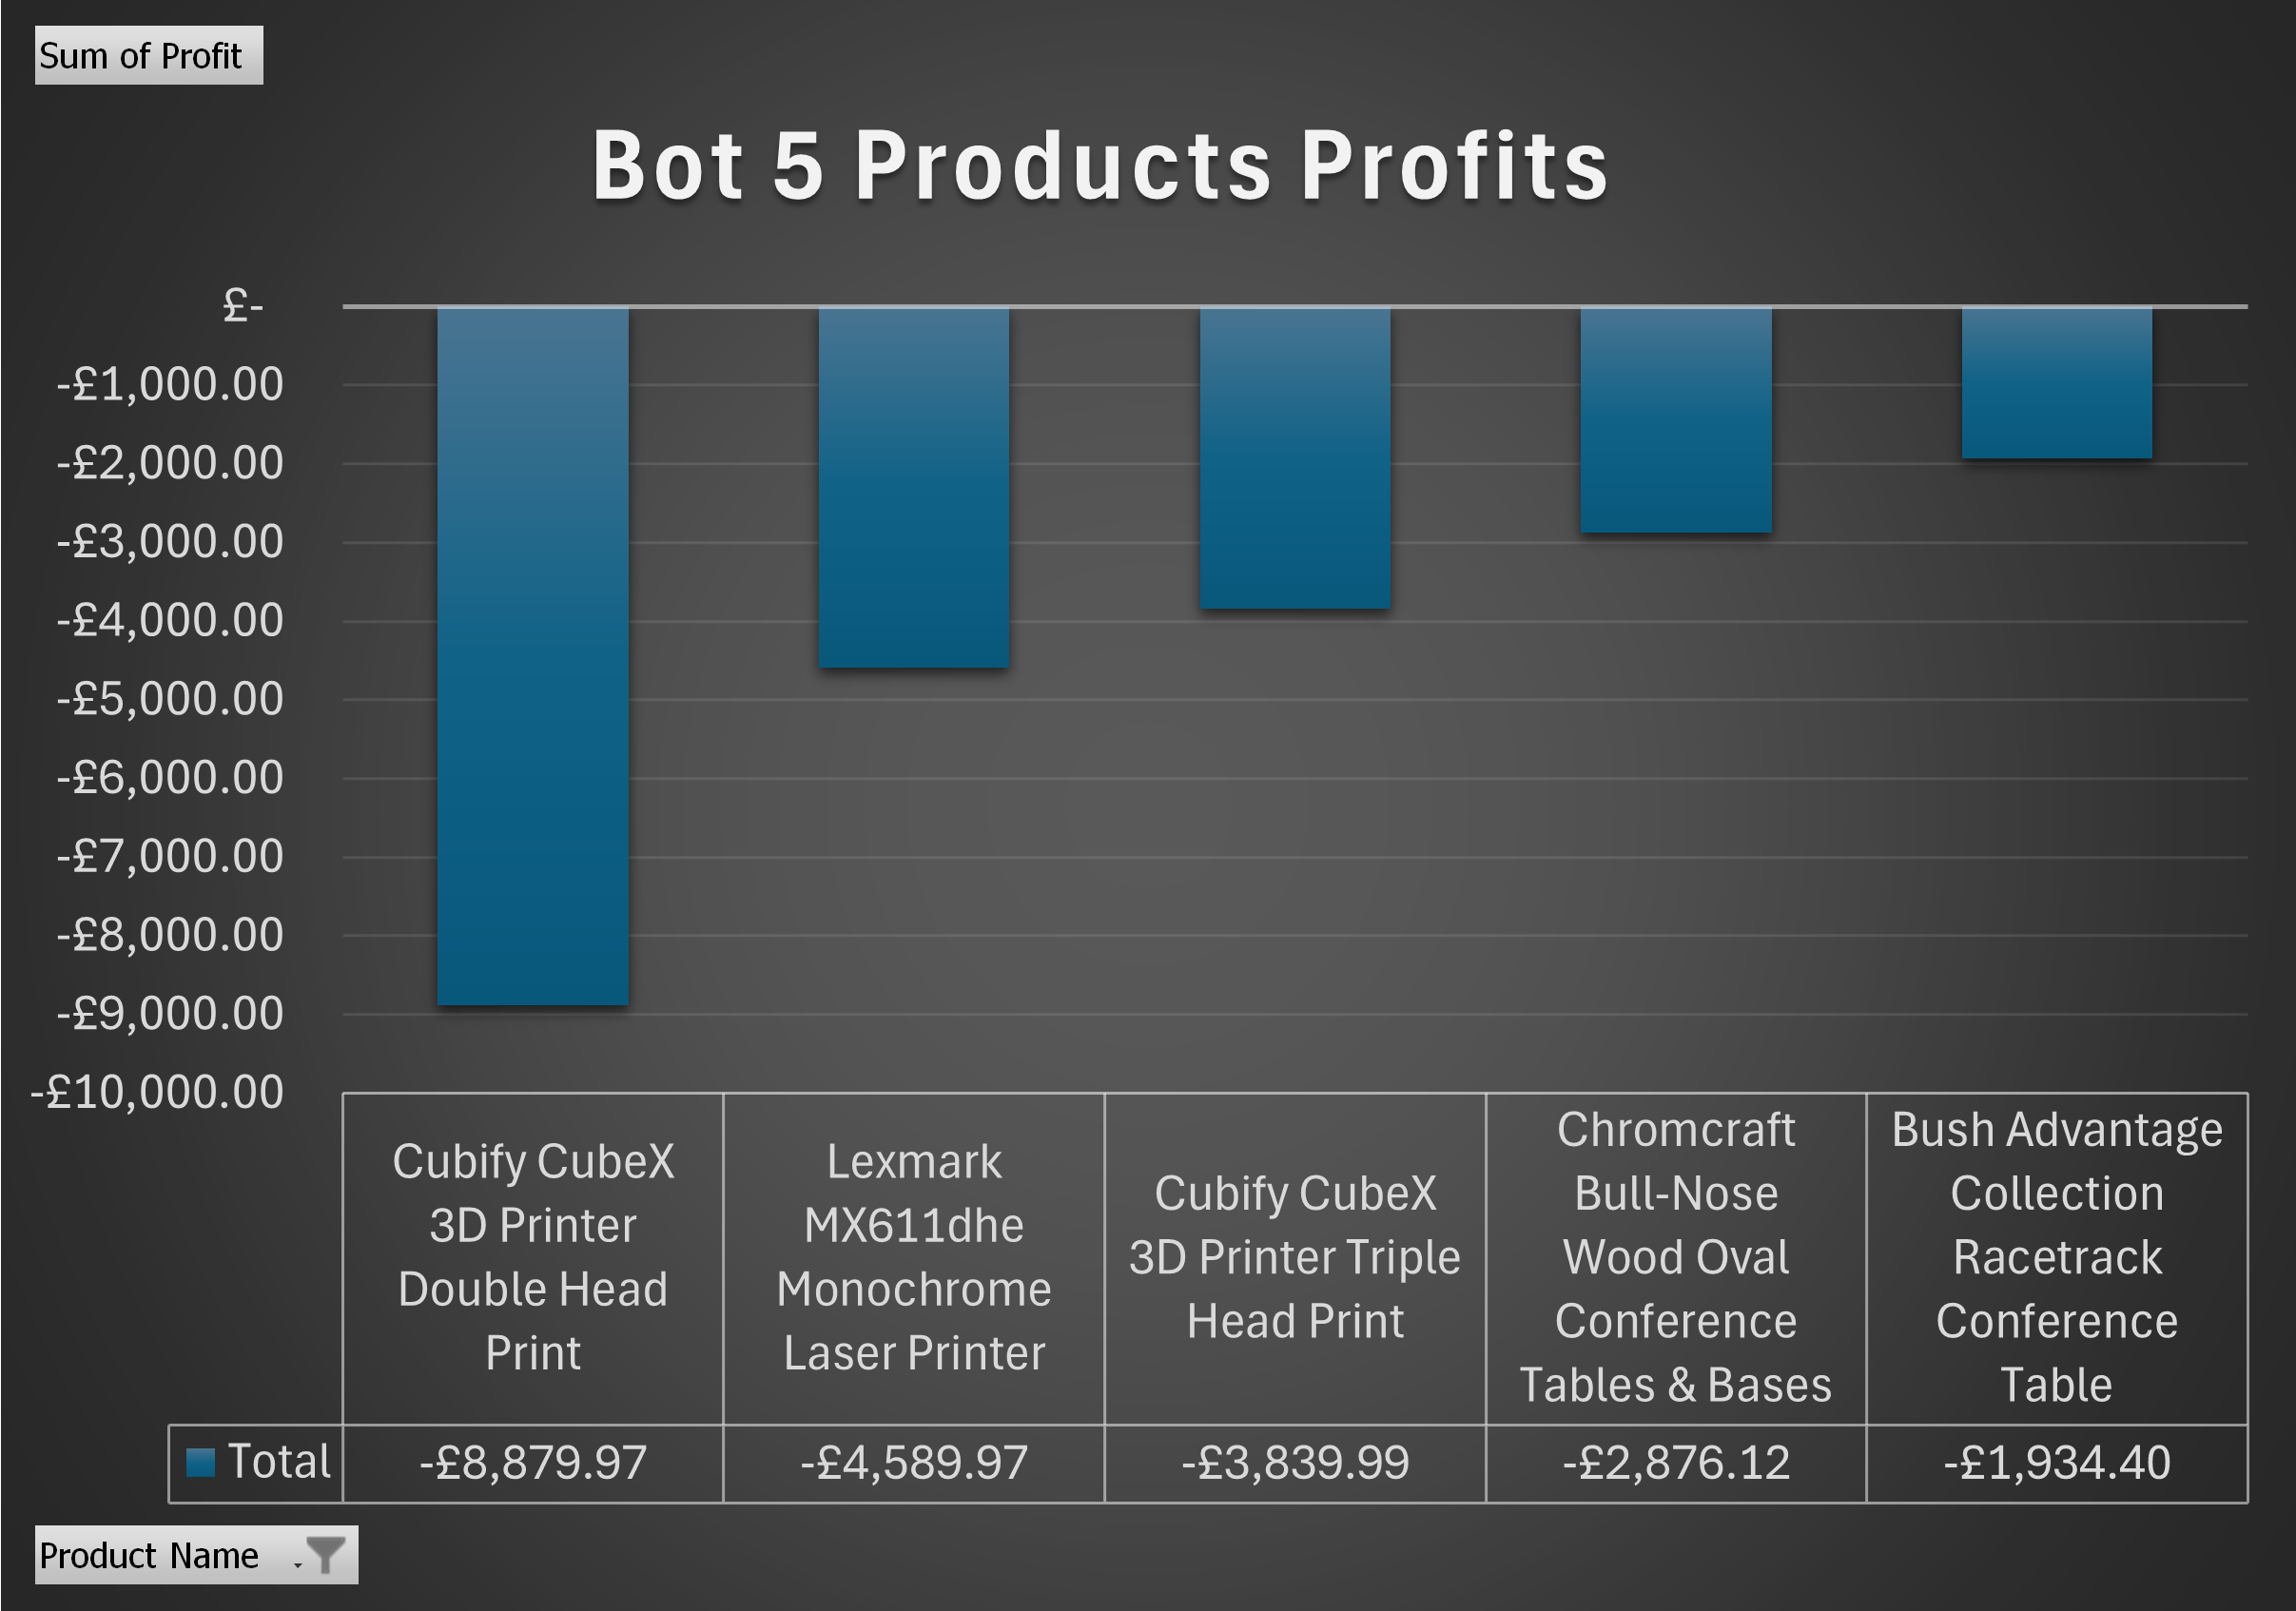 Sum of Profit
Bot 5 Products Profits
£-
-£1,000.00
-£2,000.00
-£3,000.00
-£4,000.00
-£5,000.00
-£6,000.00
-£7,000.00
-£8,000.00
-£9,000.00
-£10,000.00
Cubify CubeX
3D Printer
Double Head
Print
Lexmark
MX611dhe
Monochrome
Laser Printer
Cubify CubeX
3D Printer Triple
Head Print
Chromcraft
Bull-Nose
Wood Oval
Conference
Tables & Bases
Bush Advantage
Collection
Racetrack
Conference
Table
Total -£8,879.97 -£4,589.97 -£3,839.99 -£2,876.12 -£1,934.40
Product Name